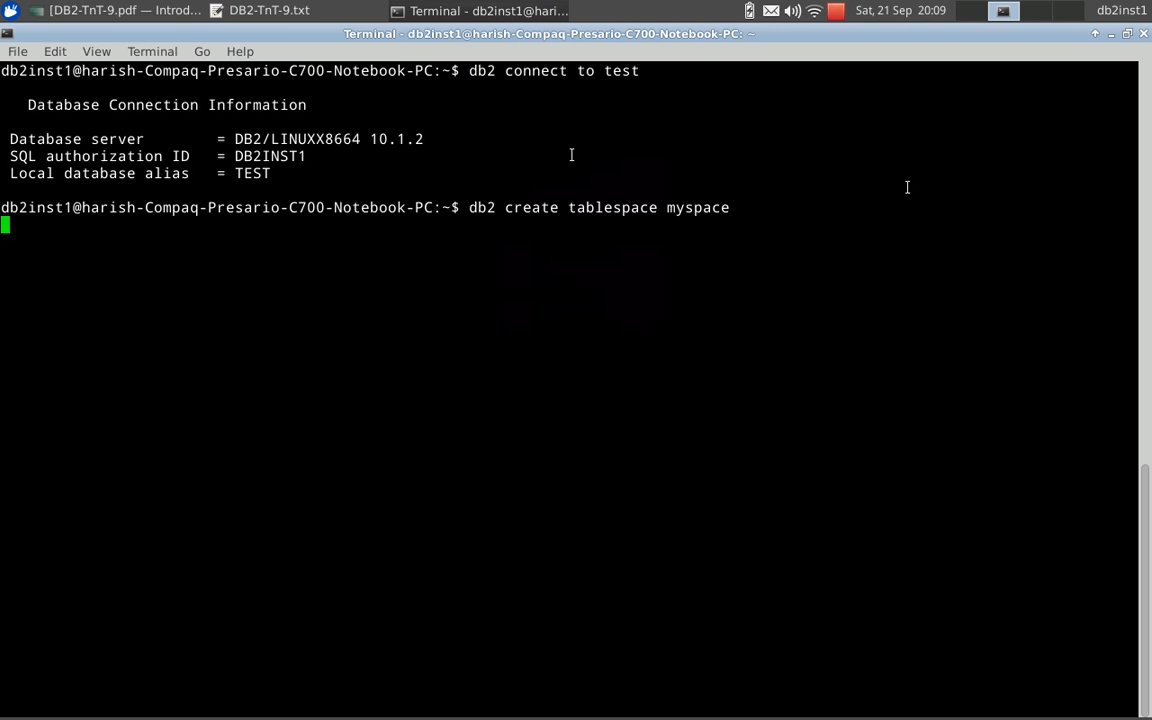 [DB2-TnT-9.pdf — Introd...
DB2-TnT-9.txt
Terminal - db2inst1@hari...
Sat, 21 Sep 20:09
db2inst1
Terminal - db2inst1@harish-Compaq-Presario-C700-Notebook-PC: ~
File Edit View Terminal Go Help
db2inst1@harish-Compaq-Presario-C700-Notebook-PC:~$ db2 connect to test
Database Connection Information
Database server = DB2/LINUXX8664 10.1.2
SQL authorization ID = DB2INST1
Local database alias = TEST
db2inst1@harish-Compaq-Presario-C700-Notebook-PC:~$ db2 create tablespace myspace